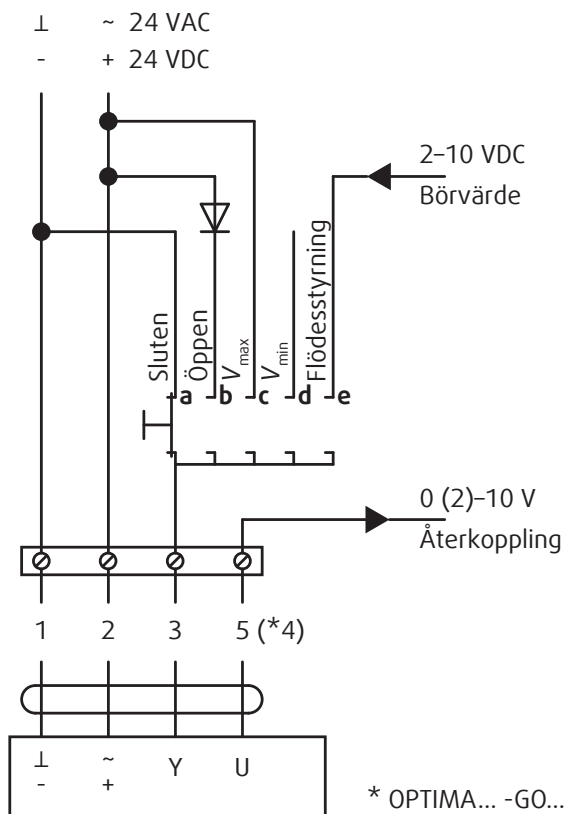 ⊥ ~ 24 VAC
- + 24 VDC
2–10 VDC
Börvärde
Sluten
Öppen
Vmax
Vmin
Flödesstyrning
a b c d e
0 (2)–10 V
Återkoppling
1 2 3 5 (*4)
⊥ ~ Y U
- +
* OPTIMA... -GO...